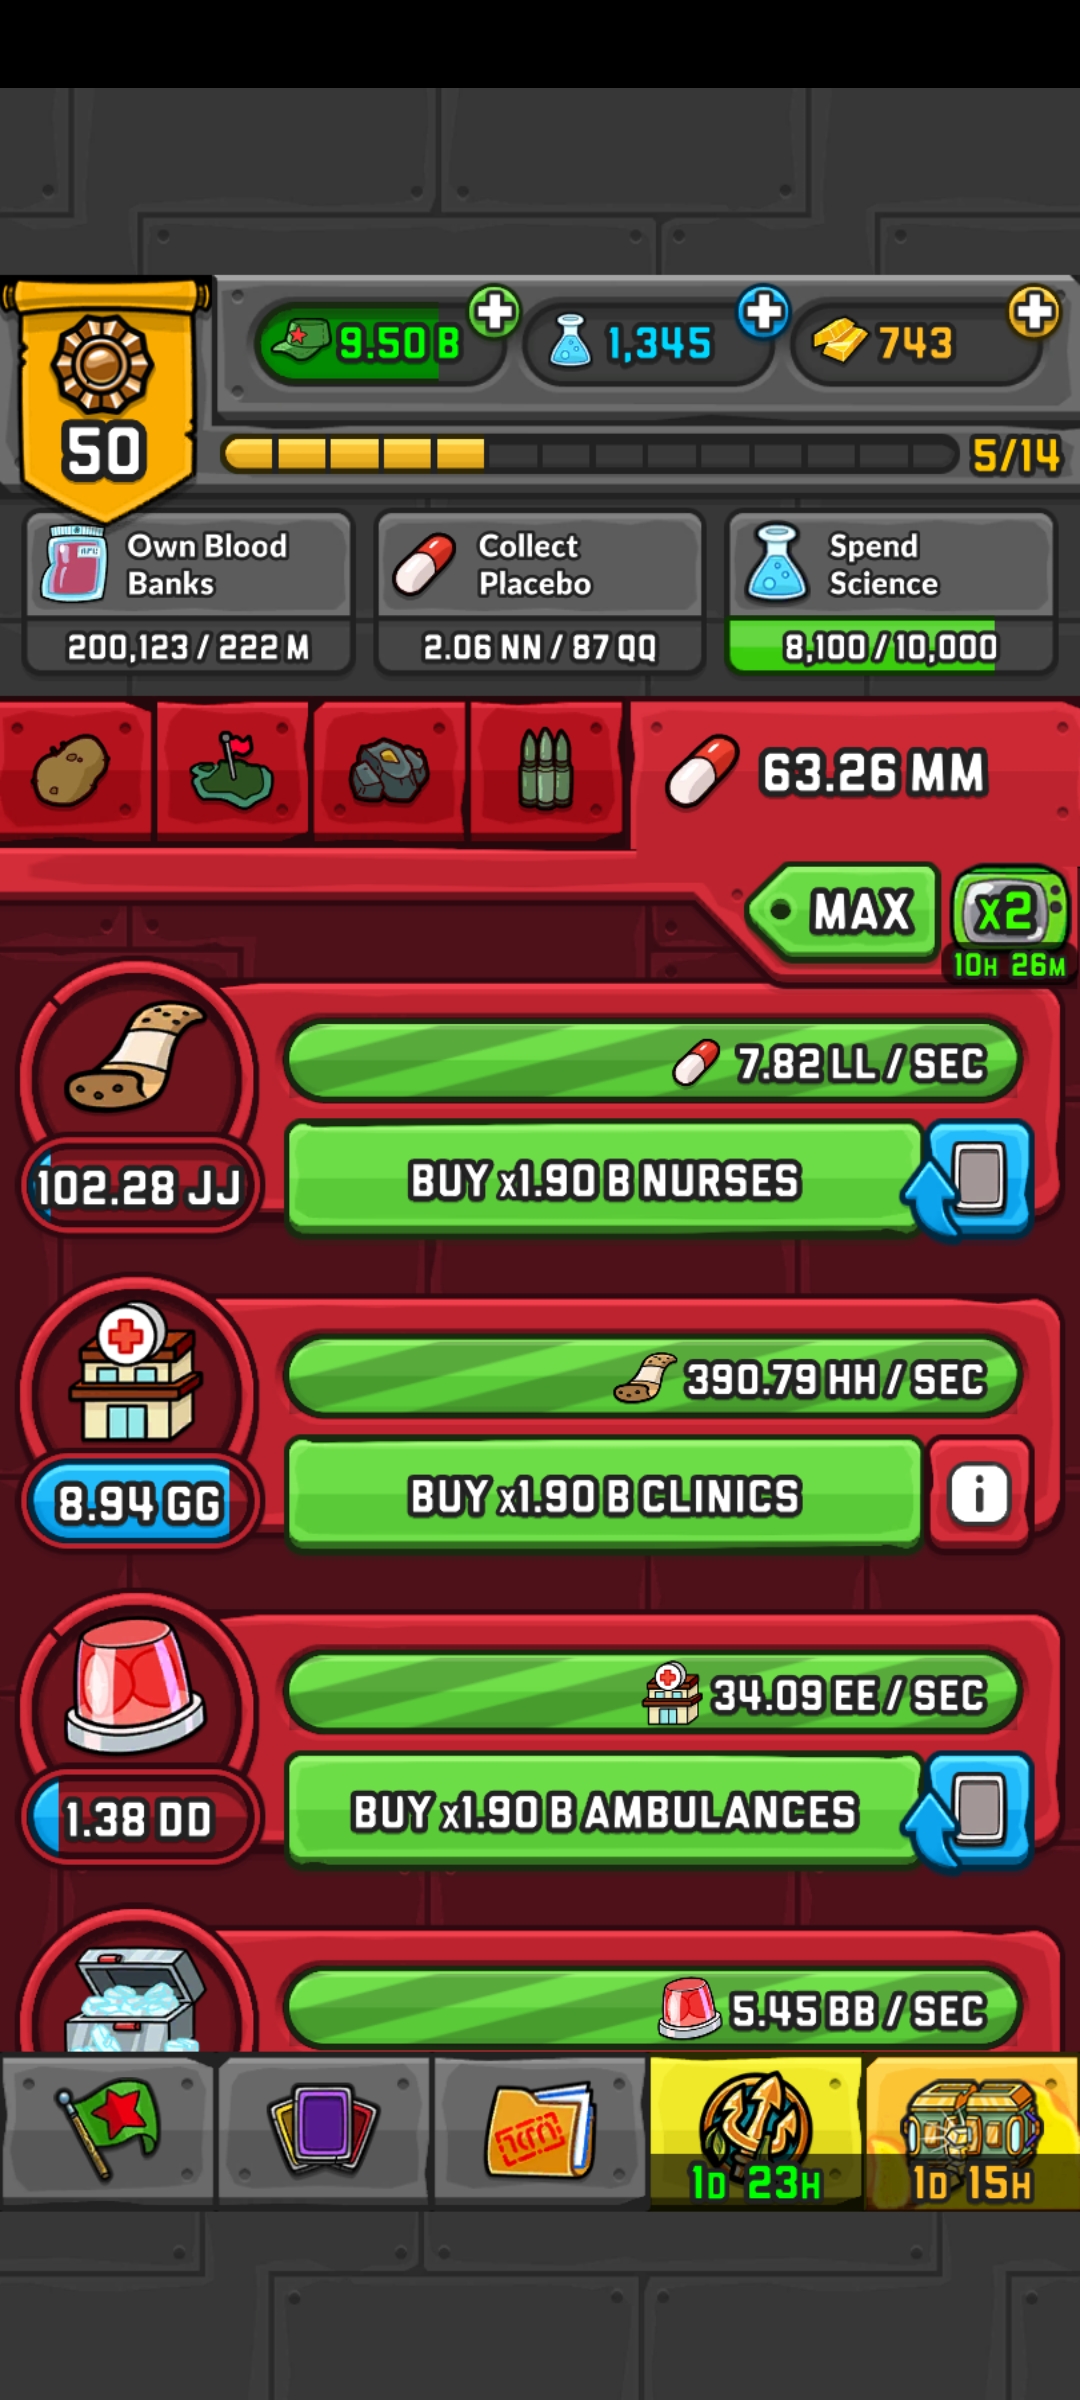 9.50 B
1,345
743
50
5/14
Own Blood
Banks
200,123 / 222 M
Collect
Placebo
2.06 NN / 87 QQ
Spend
Science
8,100 / 10,000
63.26 MM
MAX
x2
10H 26M
7.82 LL / SEC
102.28 JJ
BUY x1.90 B NURSES
390.79 HH / SEC
8.94 GG
BUY x1.90 B CLINICS
i
34.09 EE / SEC
1.38 DD
BUY x1.90 B AMBULANCES
5.45 BB / SEC
1D 23H
1D 15H